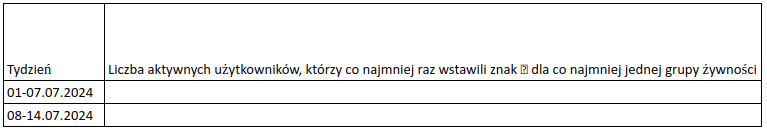 Tydzień Liczba aktywnych użytkowników, którzy co najmniej raz wstawili znak ⍰ dla co najmniej jednej grupy żywności
01-07.07.2024
08-14.07.2024